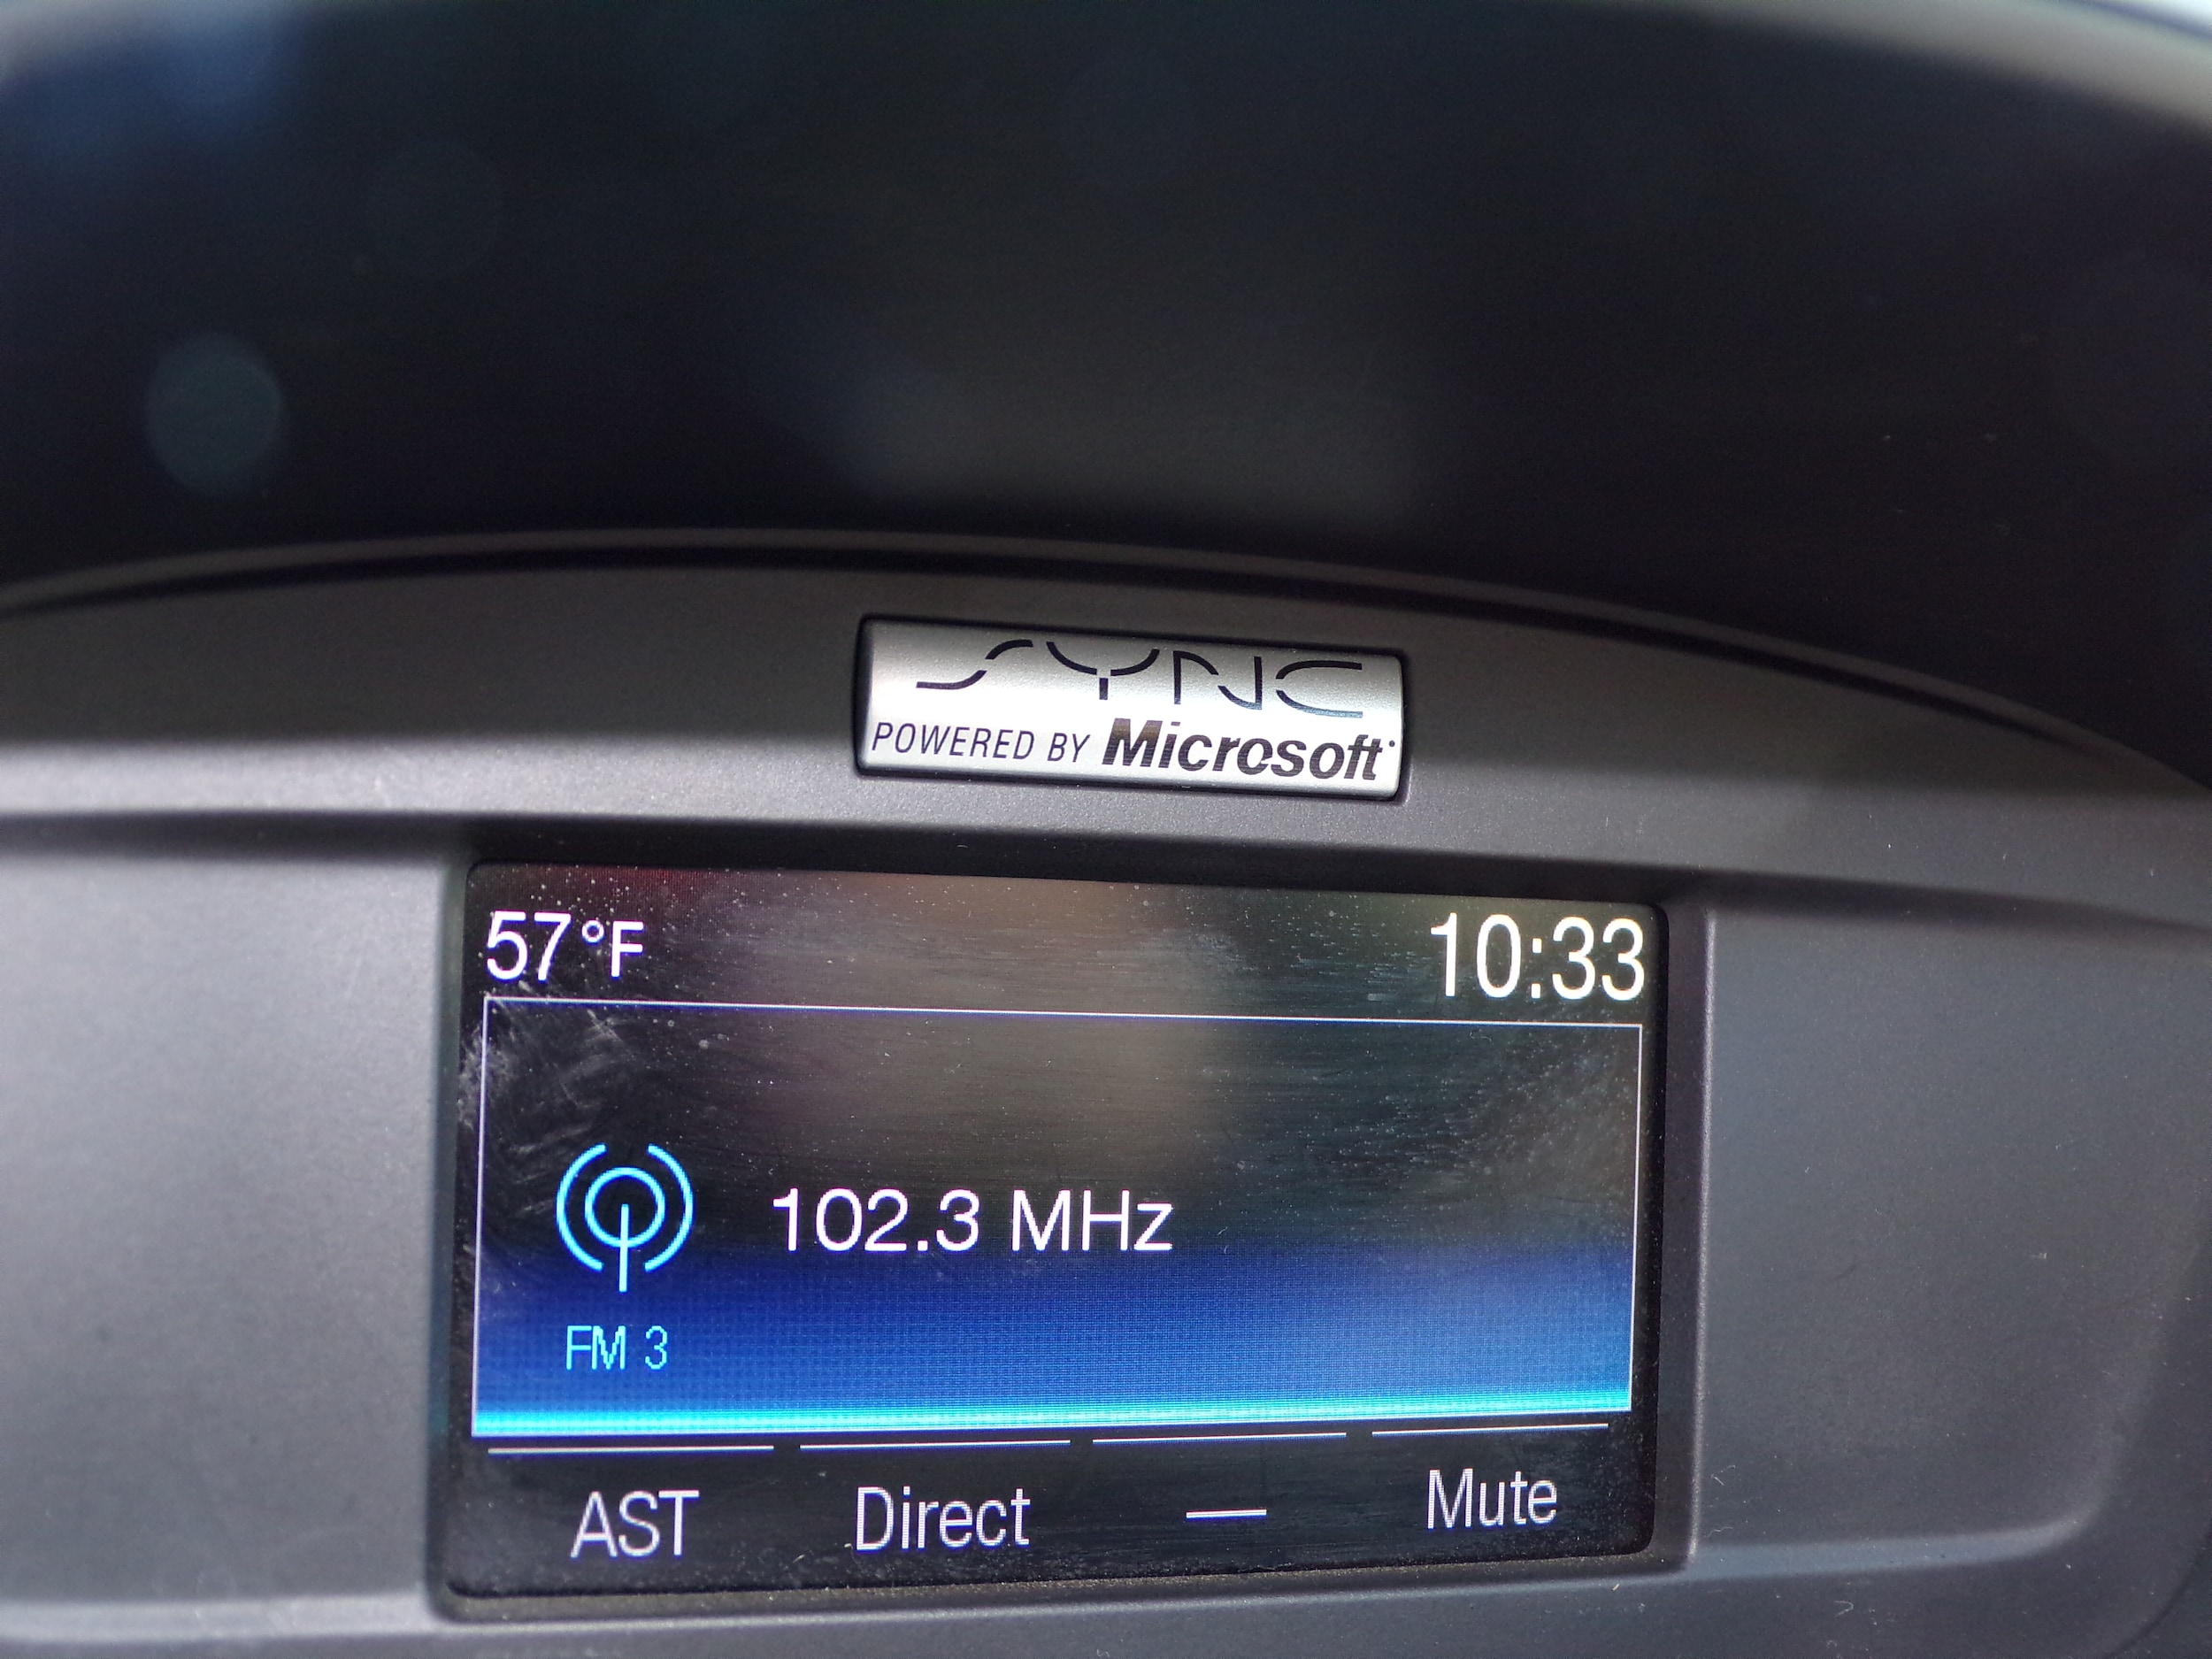 SYNC
POWERED BY Microsoft
57°F 10:33
102.3 MHz
FM 3
AST Direct — Mute